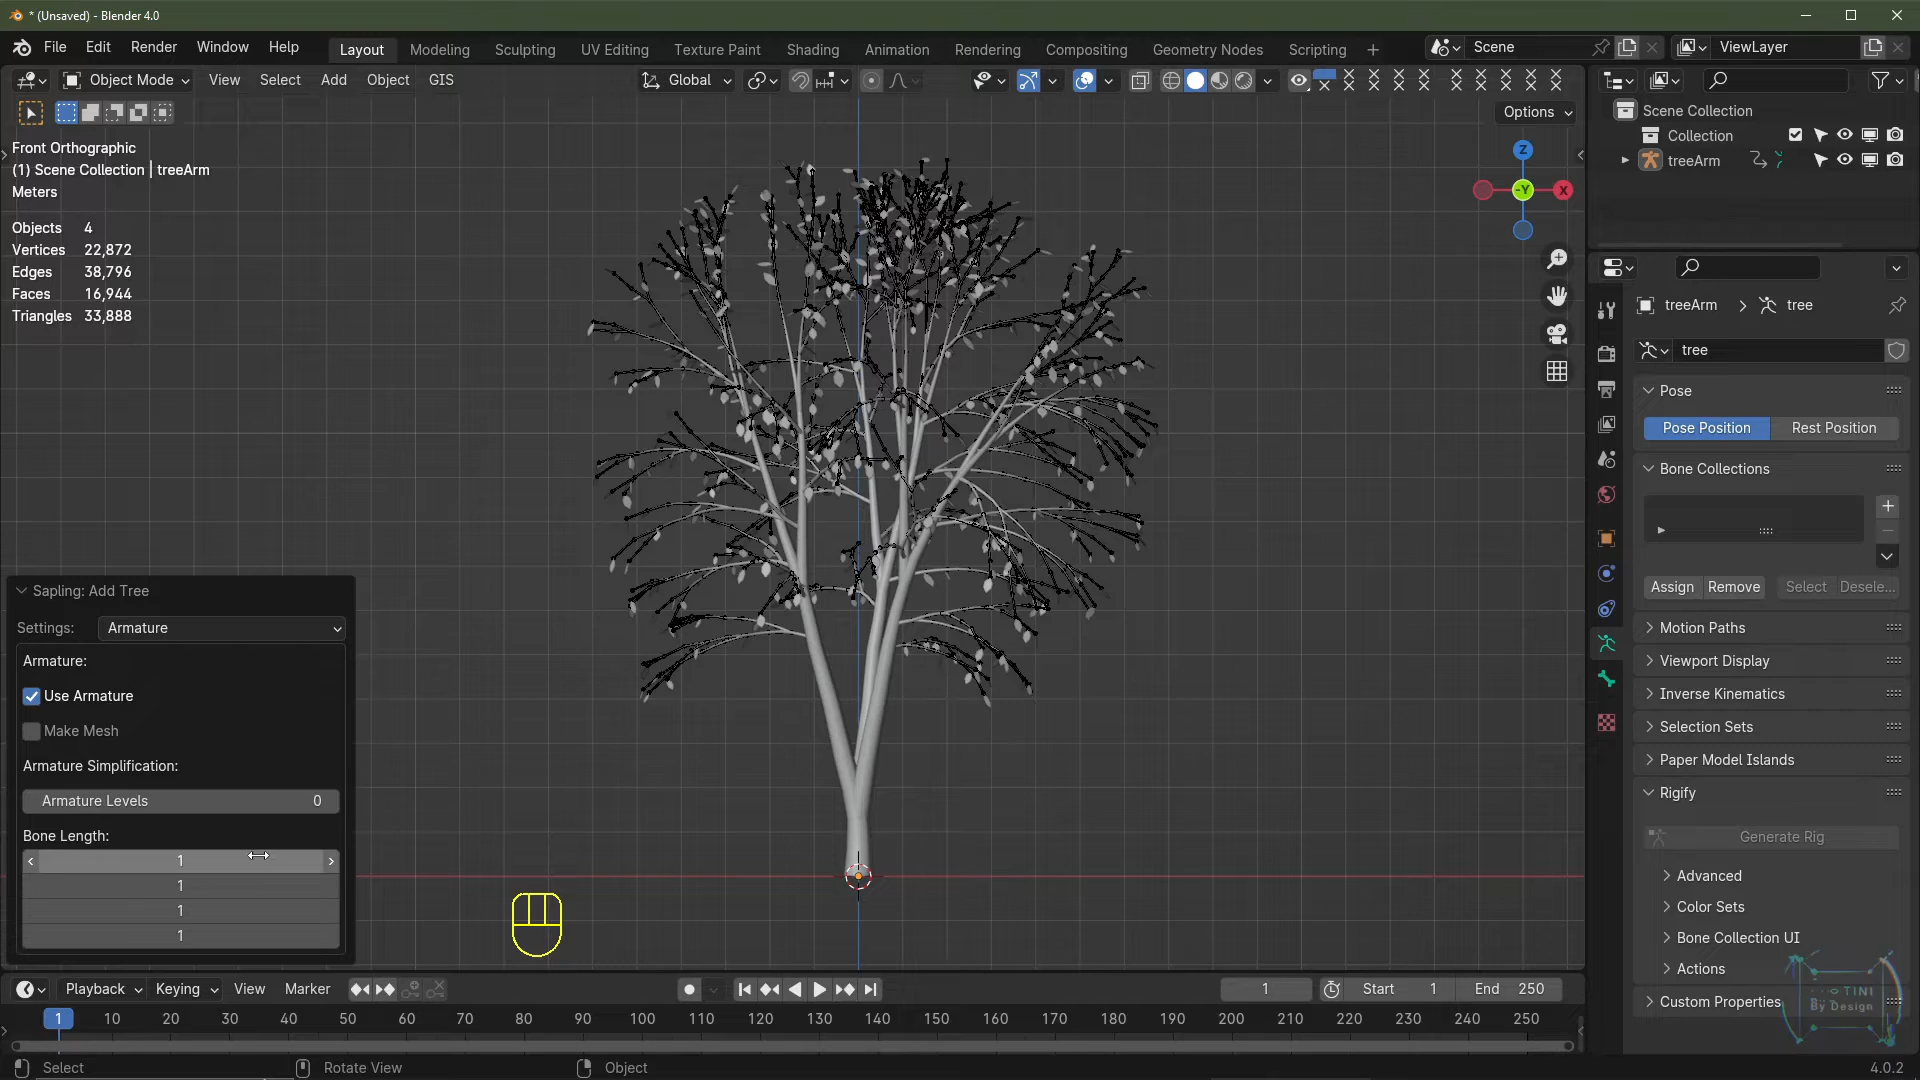 * (Unsaved) - Blender 4.0
File Edit Render Window Help Layout Modeling Sculpting UV Editing Texture Paint Shading Animation Rendering Compositing Geometry Nodes Scripting + Scene ViewLayer
Object Mode View Select Add Object GIS Global
Options
Front Orthographic
(1) Scene Collection | treeArm
Meters
Objects 4
Vertices 22,872
Edges 38,796
Faces 16,944
Triangles 33,888
Z
-Y
X
Scene Collection
Collection
treeArm
treeArm > tree
tree
Pose
Pose Position Rest Position
Bone Collections
Assign Remove Select Desele...
Motion Paths
Viewport Display
Inverse Kinematics
Selection Sets
Paper Model Islands
Rigify
Generate Rig
Advanced
Color Sets
Bone Collection UI
Actions
Custom Properties
TINI
By Design
Sapling: Add Tree
Settings: Armature
Armature:
Use Armature
Make Mesh
Armature Simplification:
Armature Levels 0
Bone Length:
1
1
1
1
Playback Keying View Marker 1 Start 1 End 250
1 10 20 30 40 50 60 70 80 90 100 110 120 130 140 150 160 170 180 190 200 210 220 230 240 250
Select Rotate View Object 4.0.2